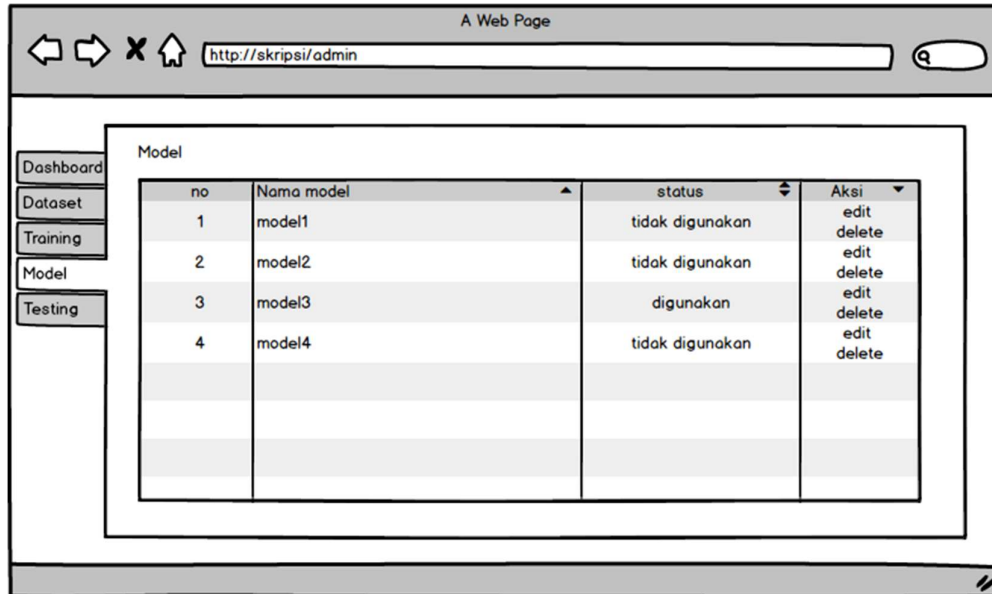 A Web Page
http://skripsi/admin
Dashboard
Dataset
Training
Model
Testing
Model
no Nama model status Aksi
1 model1 tidak digunakan edit
delete
2 model2 tidak digunakan edit
delete
3 model3 digunakan edit
delete
4 model4 tidak digunakan edit
delete